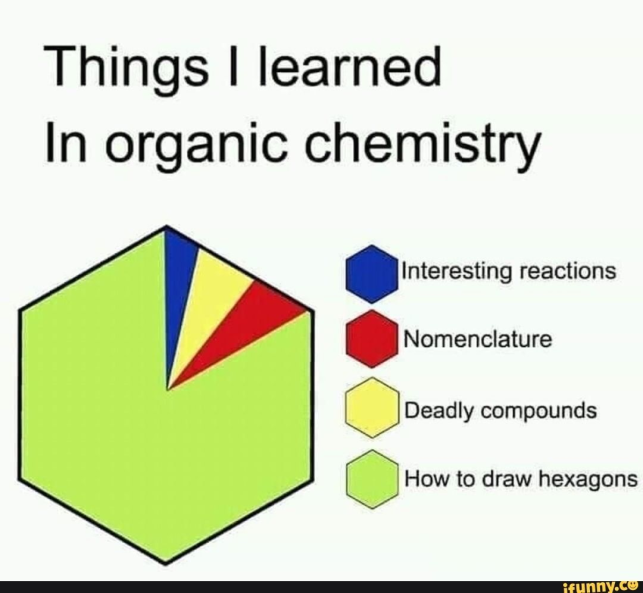 Things I learned
In organic chemistry
Interesting reactions
Nomenclature
Deadly compounds
How to draw hexagons
ifunny.co